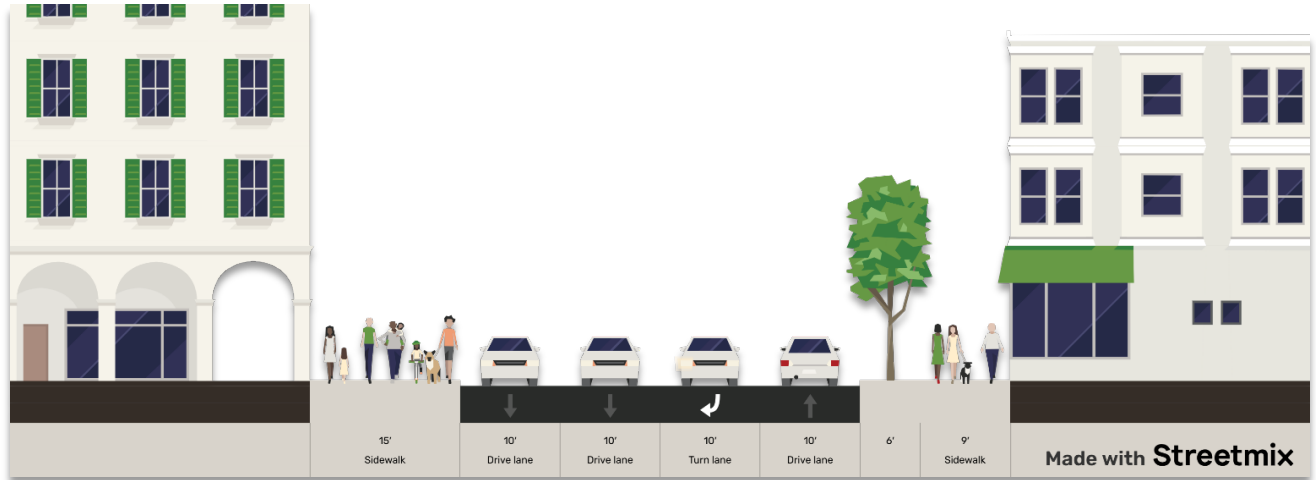 15′
Sidewalk
10′
Drive lane
10′
Drive lane
10′
Turn lane
10′
Drive lane
6′
9′
Sidewalk
Made with Streetmix